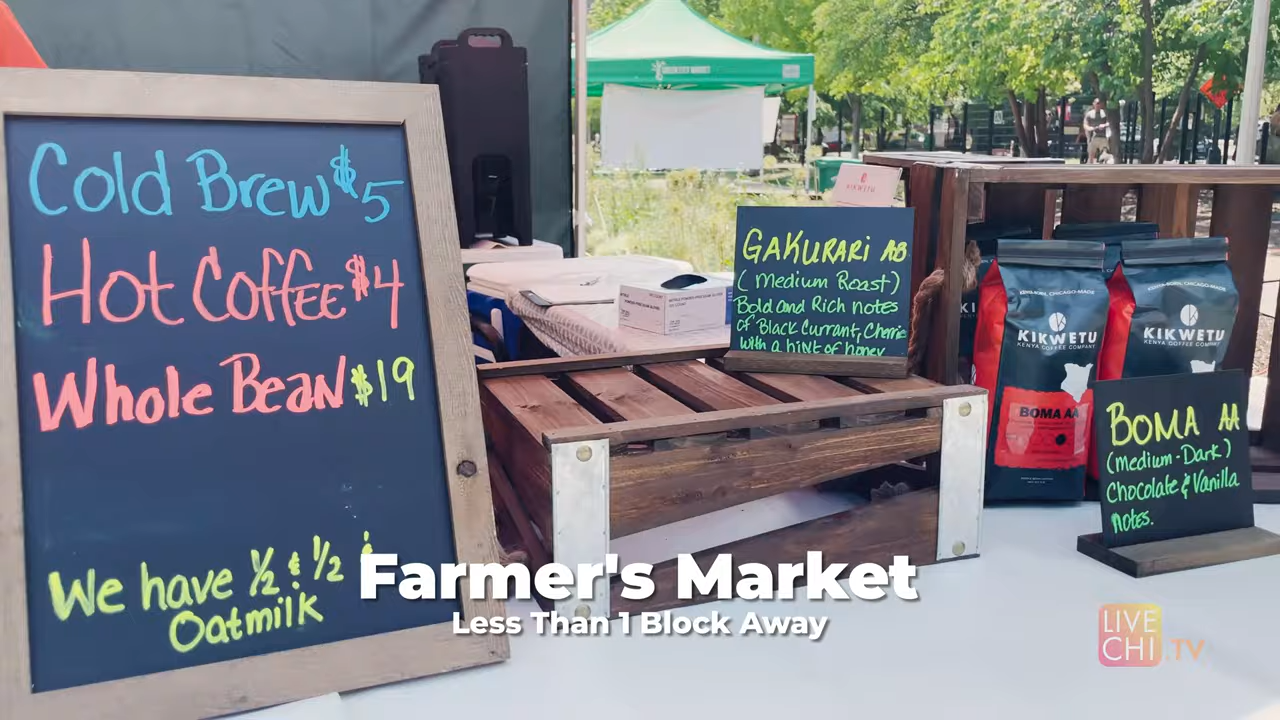 Cold Brew $5
Hot Coffee $4
Whole Bean $19
We have ½ & ½ &
Oatmilk
KIKWETU
GAKURARI AB
(Medium Roast)
Bold and Rich notes
of Black Currant, Cherrie
with a hint of honey
KIKWETU
KENYA COFFEE COMPANY
BOMA AA
KIKWETU
KENYA COFFEE COMPANY
BOMA AA
(Medium-Dark)
Chocolate & Vanilla
notes.
Farmer's Market
Less Than 1 Block Away
LIVE
CHI.TV